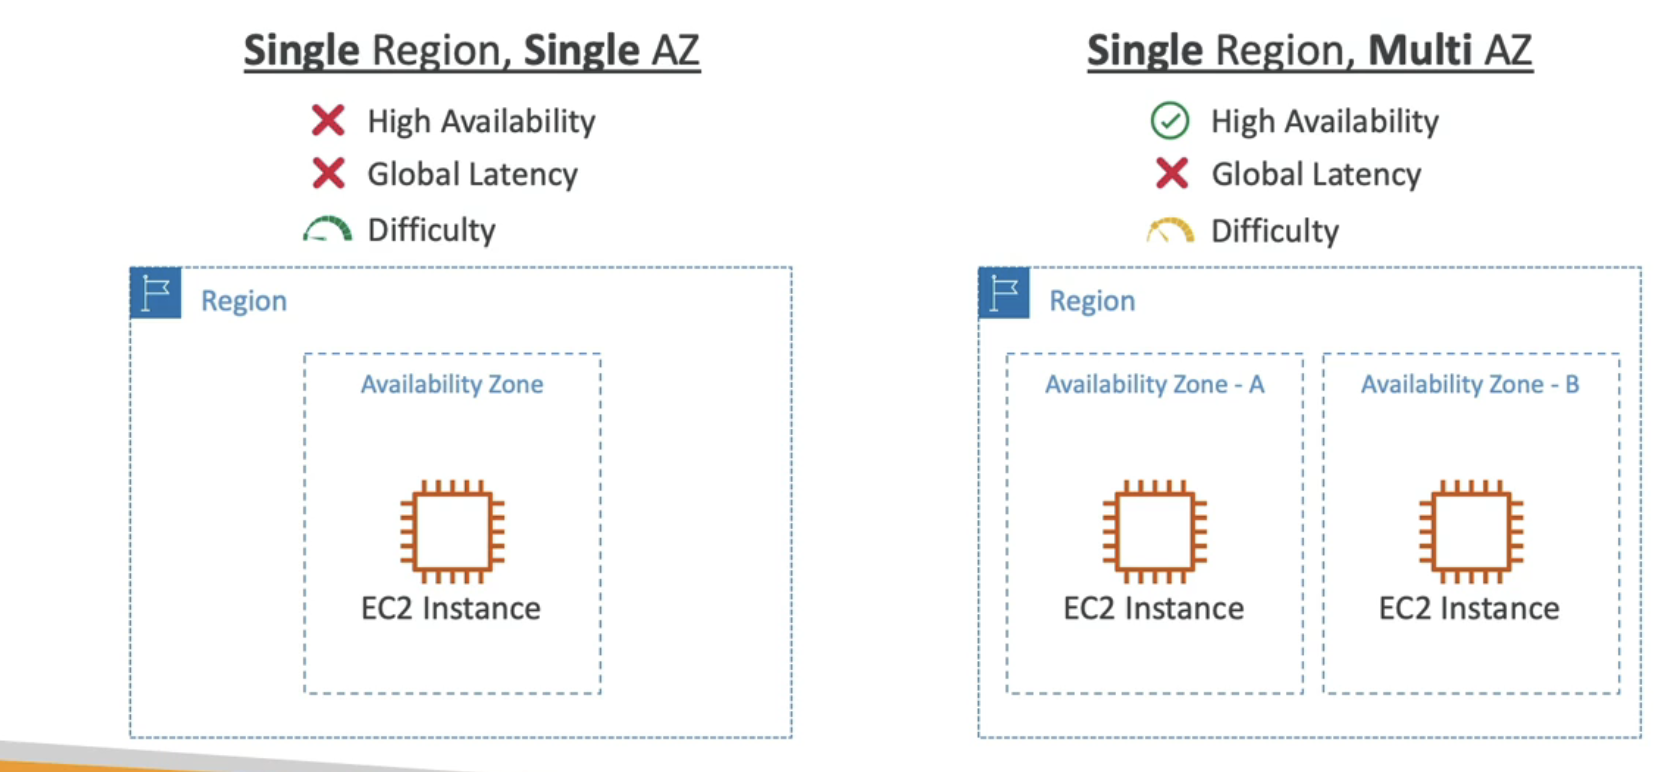 Single Region, Single AZ
High Availability
Global Latency
Difficulty
Region
Availability Zone
EC2 Instance
Single Region, Multi AZ
High Availability
Global Latency
Difficulty
Region
Availability Zone - A
EC2 Instance
Availability Zone - B
EC2 Instance